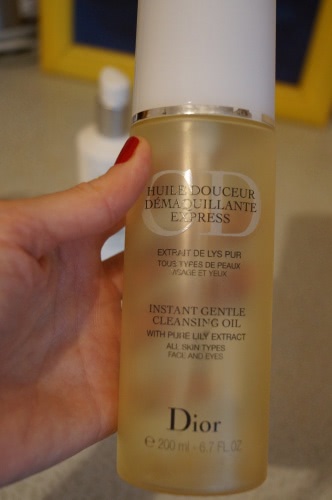 CD
HUILE DOUCEUR
DÉMAQUILLANTE
EXPRESS
EXTRAIT DE LYS PUR
TOUS TYPES DE PEAUX
VISAGE ET YEUX
INSTANT GENTLE
CLEANSING OIL
WITH PURE LILY EXTRACT
ALL SKIN TYPES
FACE AND EYES
Dior
℮ 200 ml - 6.7 FL. OZ